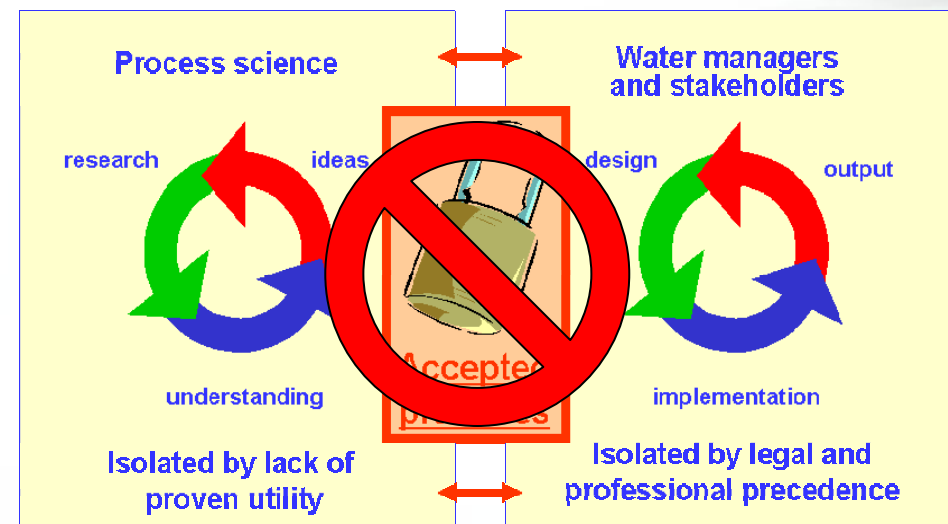 Process science
Water managers
and stakeholders
research
ideas
design
output
Accepted
understanding
implementation
Isolated by lack of
proven utility
Isolated by legal and
professional precedence